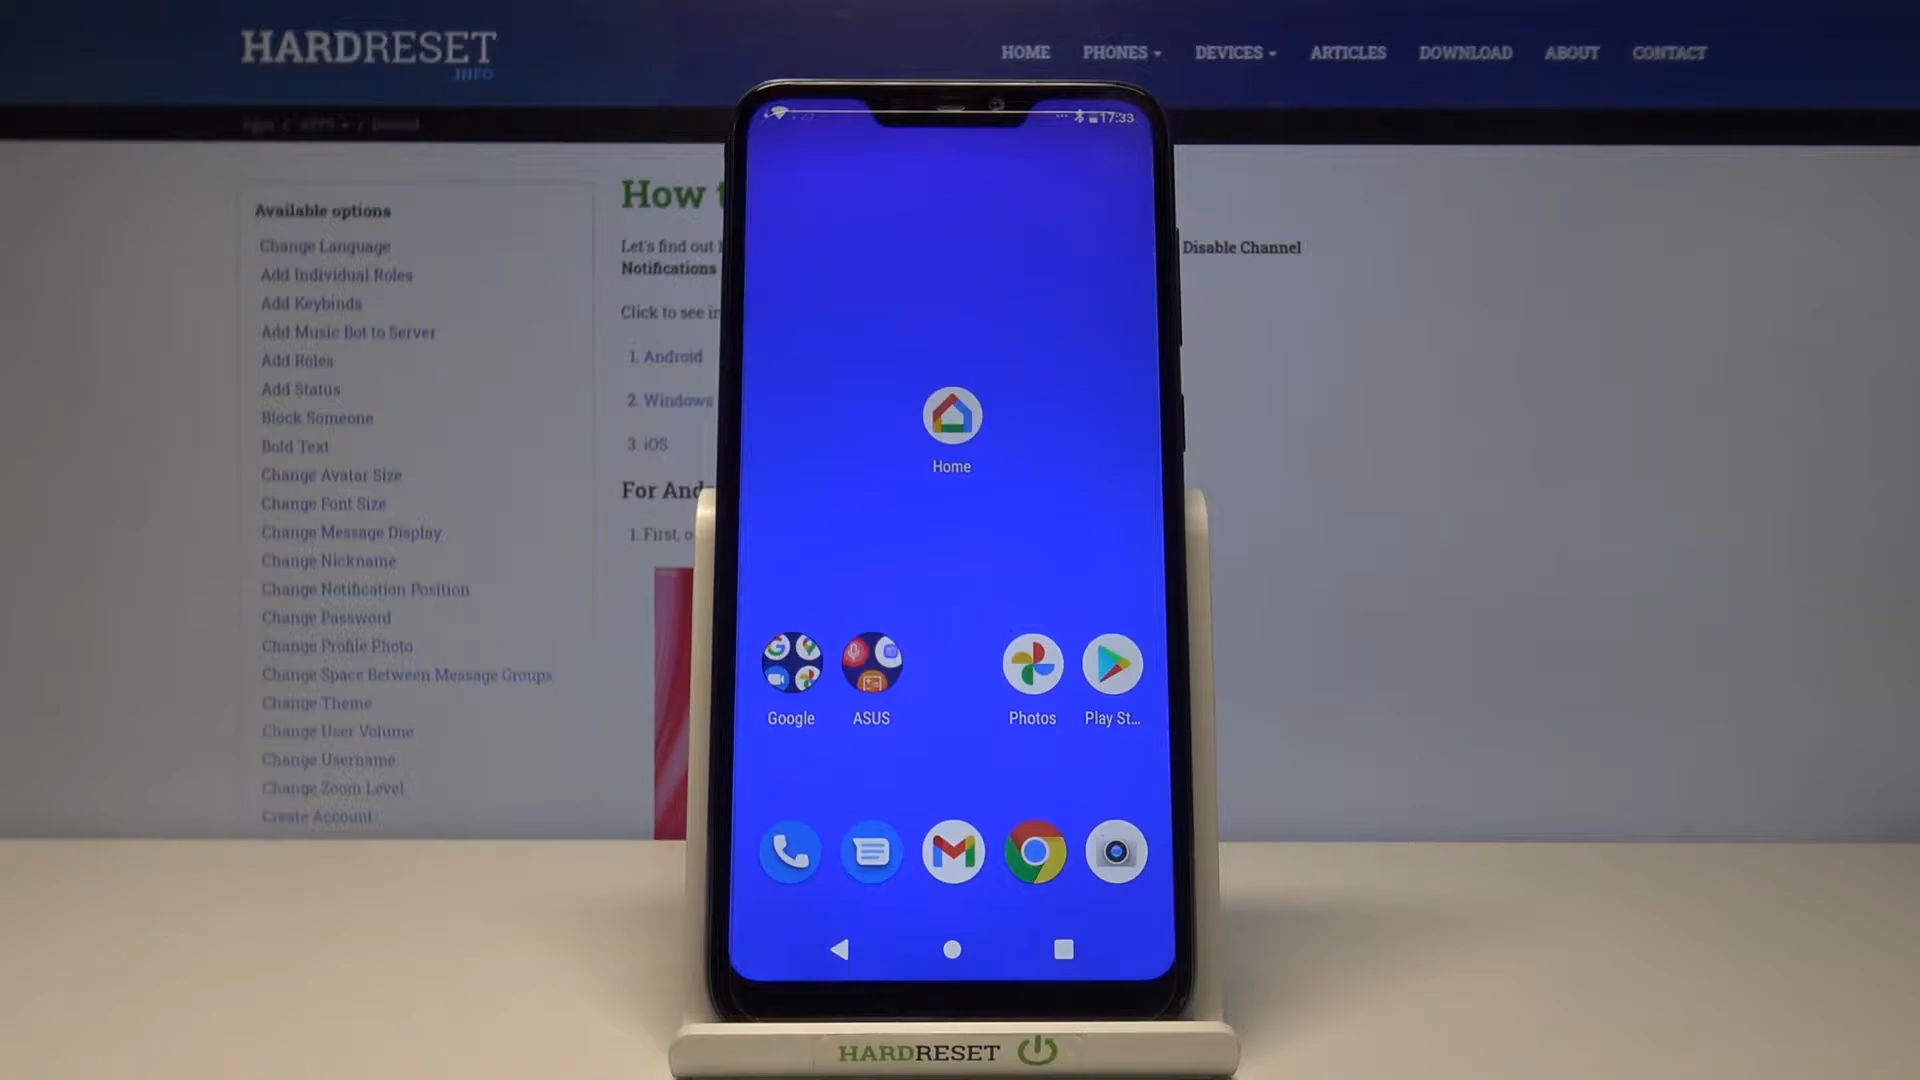 HARDRESET
.INFO
HOME PHONES DEVICES ARTICLES DOWNLOAD ABOUT CONTACT
Apps / APPS / Discord
17:33
Available options
Change Language
Add Individual Roles
Add Keybinds
Add Music Bot to Server
Add Roles
Add Status
Block Someone
Bold Text
Change Avatar Size
Change Font Size
Change Message Display
Change Nickname
Change Notification Position
Change Password
Change Profile Photo
Change Space Between Message Groups
Change Theme
Change User Volume
Change Username
Change Zoom Level
Create Account
How t
Let's find out Disable Channel
Notifications
Click to see in
1. Android
2. Windows
3. iOS
For And
1. First, o
Home
Google ASUS Photos Play St...
HARDRESET